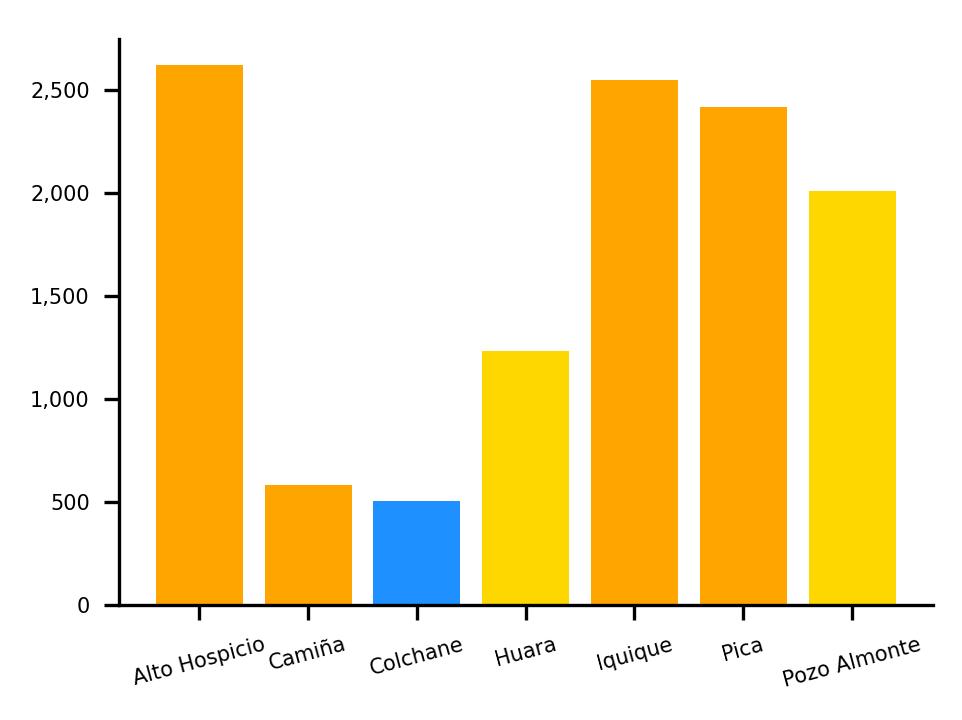 2,500
2,000
1,500
1,000
500
0
Alto Hospicio
Camiña
Colchane
Huara
Iquique
Pica
Pozo Almonte